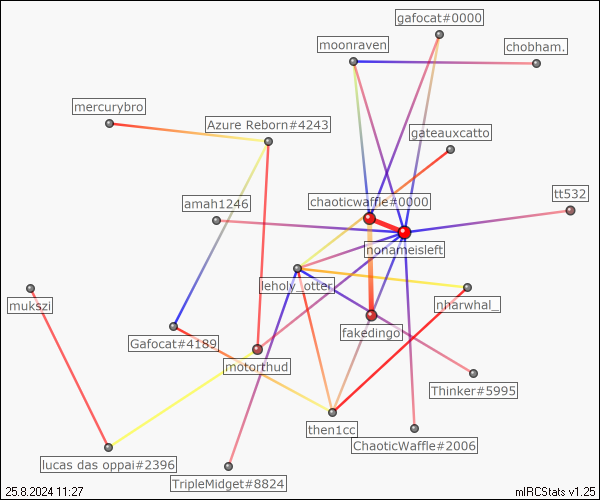 gafocat#0000
moonraven
chobham.
mercurybro
Azure Reborn#4243
gateauxcatto
amah1246
chaoticwaffle#0000
tt532
nonameisleft
leholy_otter
mukszi
nharwhal_
Gafocat#4189
fakedingo
motorthud
Thinker#5995
then1cc
ChaoticWaffle#2006
lucas das oppai#2396
TripleMidget#8824
25.8.2024 11:27
mIRCStats v1.25